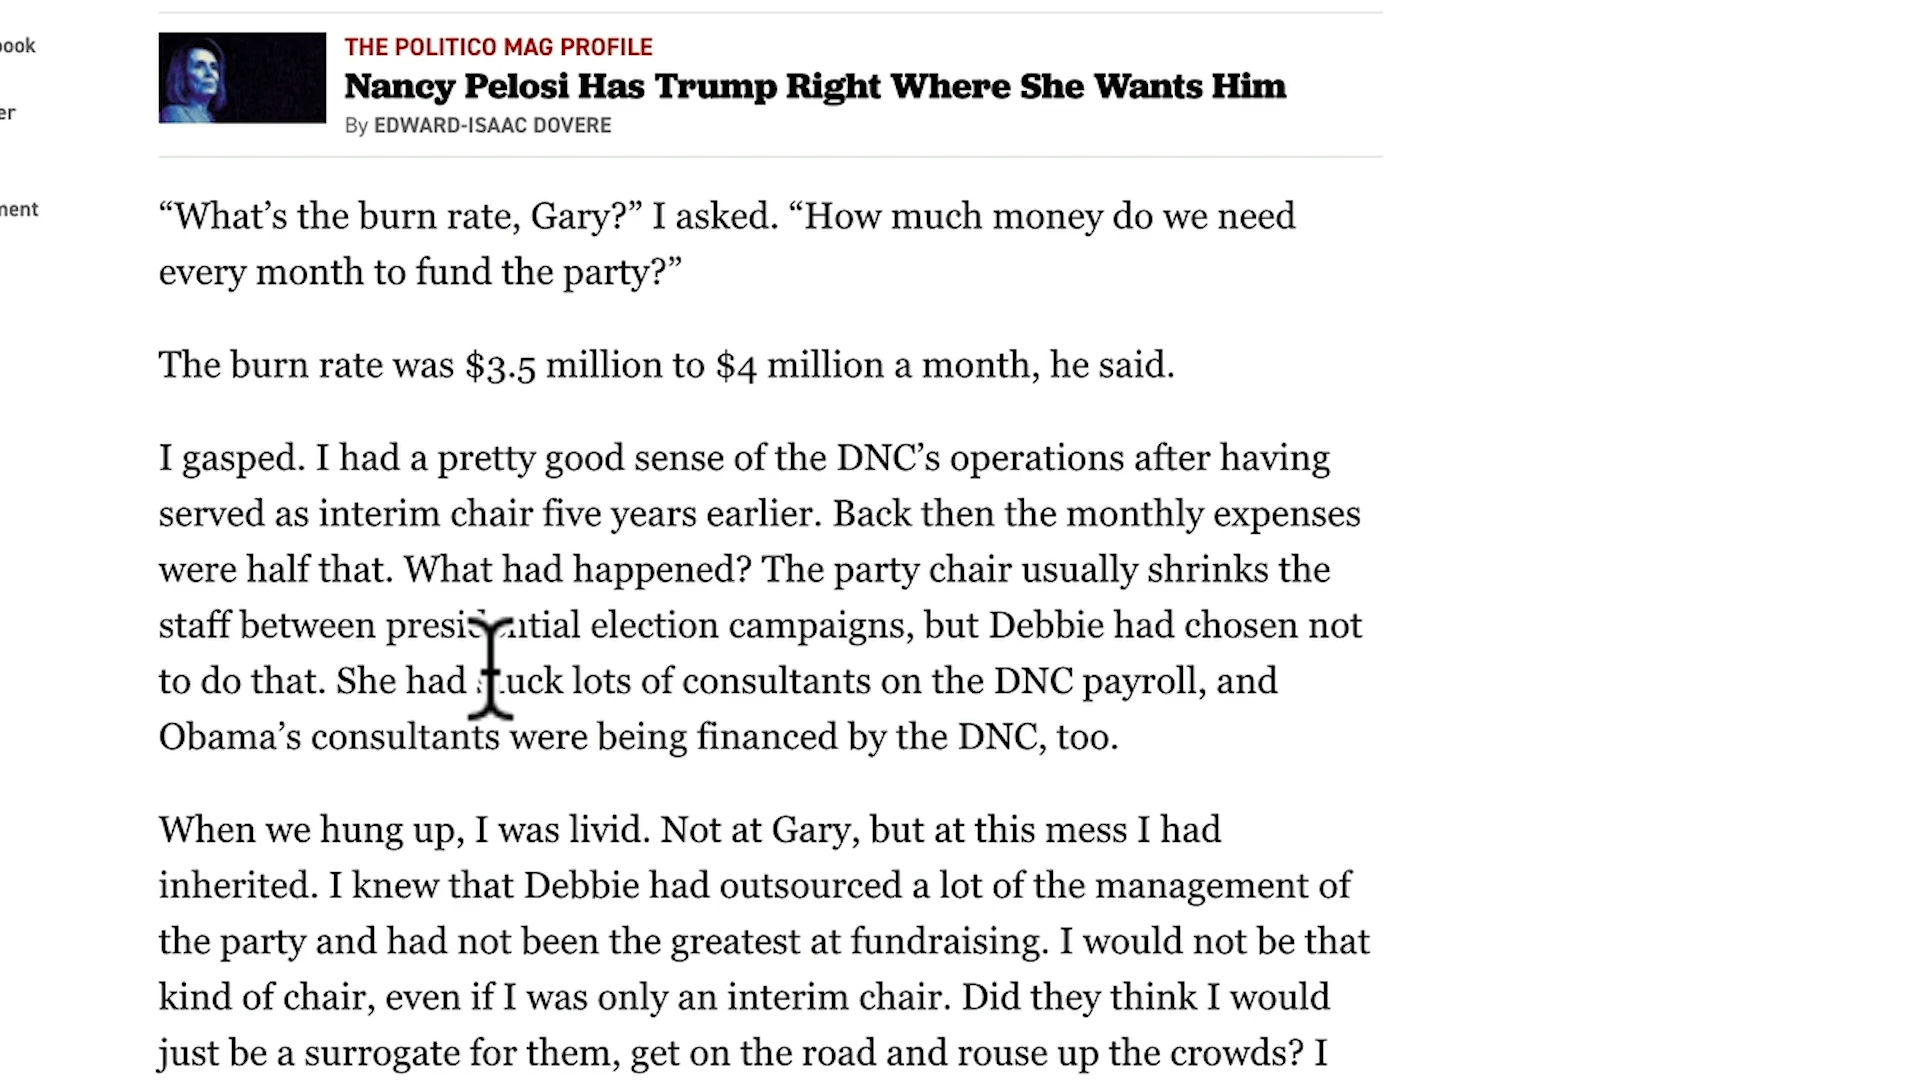 ook
er
ment
THE POLITICO MAG PROFILE
Nancy Pelosi Has Trump Right Where She Wants Him
By EDWARD-ISAAC DOVERE
“What’s the burn rate, Gary?” I asked. “How much money do we need
every month to fund the party?”
The burn rate was $3.5 million to $4 million a month, he said.
I gasped. I had a pretty good sense of the DNC’s operations after having
served as interim chair five years earlier. Back then the monthly expenses
were half that. What had happened? The party chair usually shrinks the
staff between presidential election campaigns, but Debbie had chosen not
to do that. She had stuck lots of consultants on the DNC payroll, and
Obama’s consultants were being financed by the DNC, too.
When we hung up, I was livid. Not at Gary, but at this mess I had
inherited. I knew that Debbie had outsourced a lot of the management of
the party and had not been the greatest at fundraising. I would not be that
kind of chair, even if I was only an interim chair. Did they think I would
just be a surrogate for them, get on the road and rouse up the crowds? I